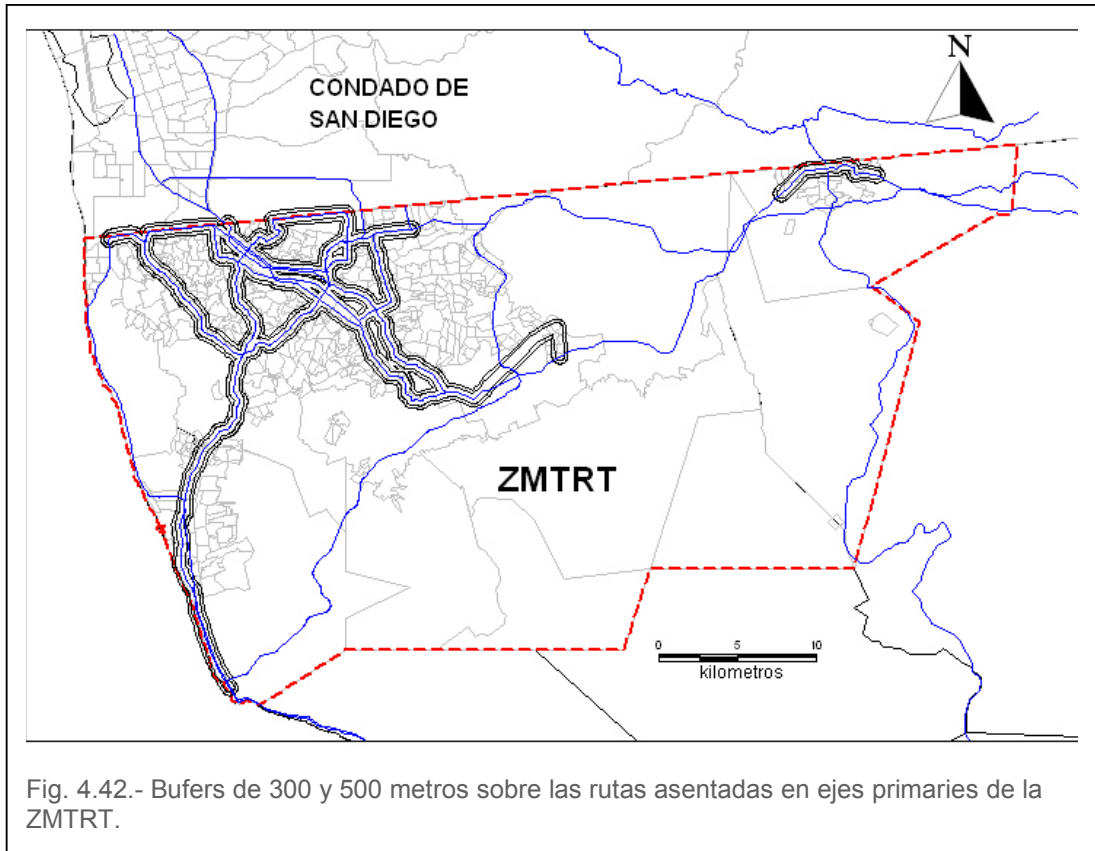 CONDADO DE
SAN DIEGO
N
ZMTRT
0 5 10
kilometros
Fig. 4.42.- Bufers de 300 y 500 metros sobre las rutas asentadas en ejes primaries de la
ZMTRT.